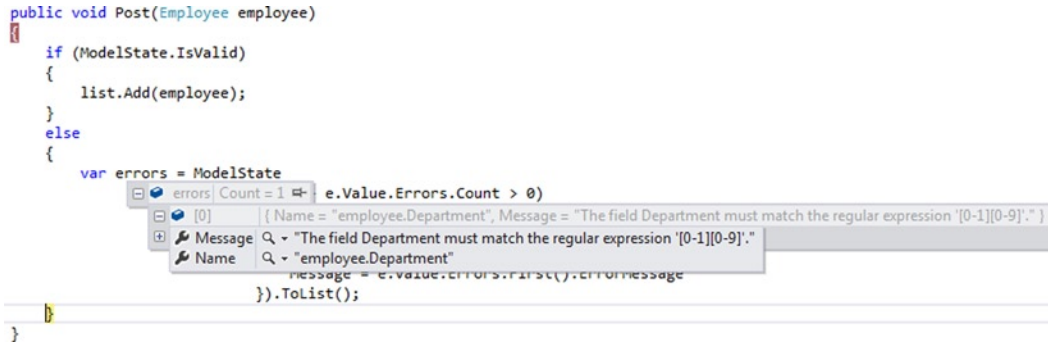 public void Post(Employee employee)
{
if (ModelState.IsValid)
{
list.Add(employee);
}
else
{
var errors = ModelState
errors Count = 1 e.Value.Errors.Count > 0)
[0] { Name = "employee.Department", Message = "The field Department must match the regular expression '[0-1][0-9]'." }
Message "The field Department must match the regular expression '[0-1][0-9]'."
Name "employee.Department"
Message = e.Value.Errors.First().ErrorMessage
}).ToList();
}
}